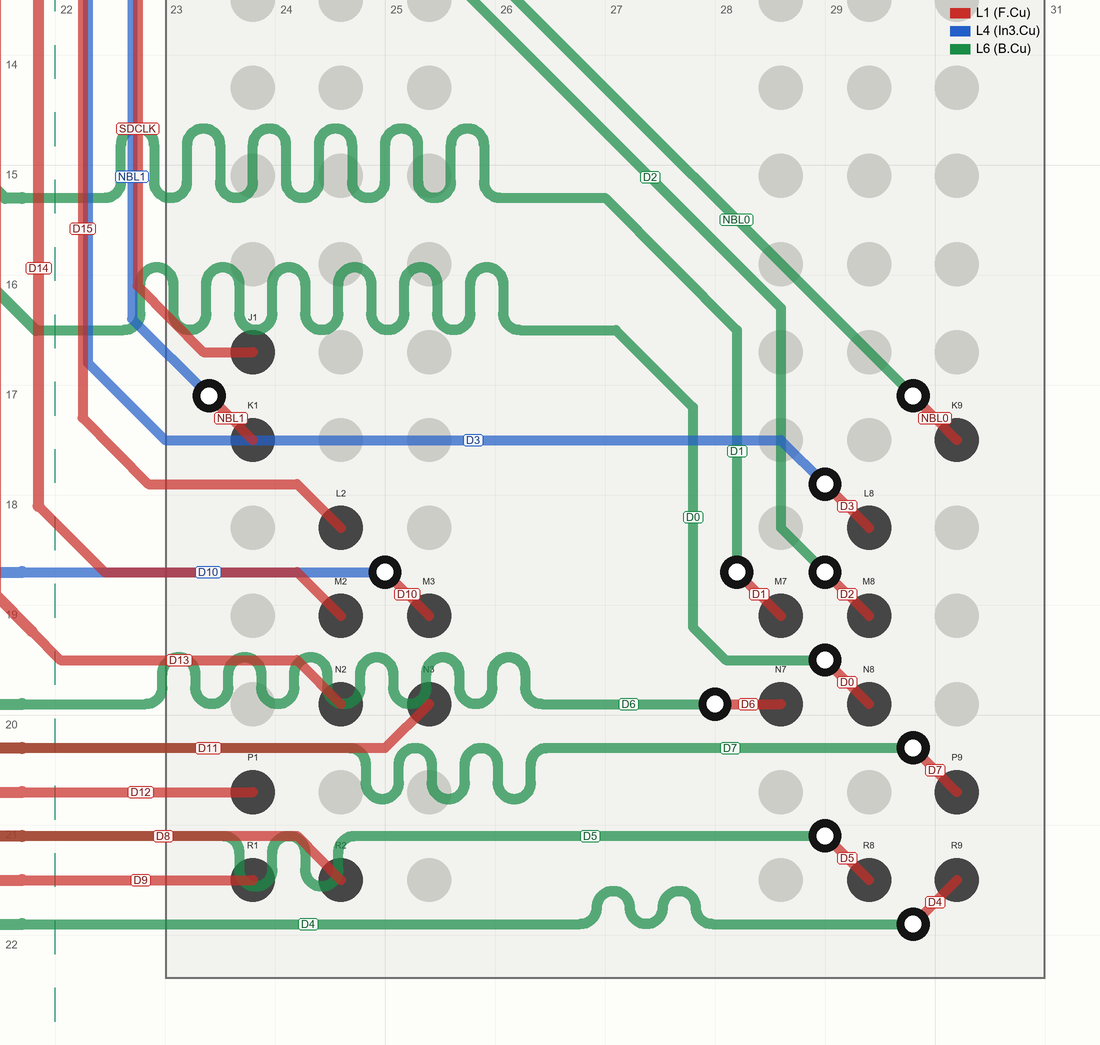 22 23 24 25 26 27 28 29 31
L1 (F.Cu)
L4 (In3.Cu)
L6 (B.Cu)
14
SDCLK
15
NBL1
D2
NBL0
D15
D14
16
J1
17
K1
K9
NBL1
NBL0
D3
D1
L2
L8
18
D3
D0
D10
M2
M3
M7
M8
D10
D1
D2
19
D13
N2
N3
N7
N8
D0
D6
D6
20
D11
D7
P1
P9
D7
D12
21
D8
D5
R1
R2
R8
R9
D5
D9
D4
D4
22